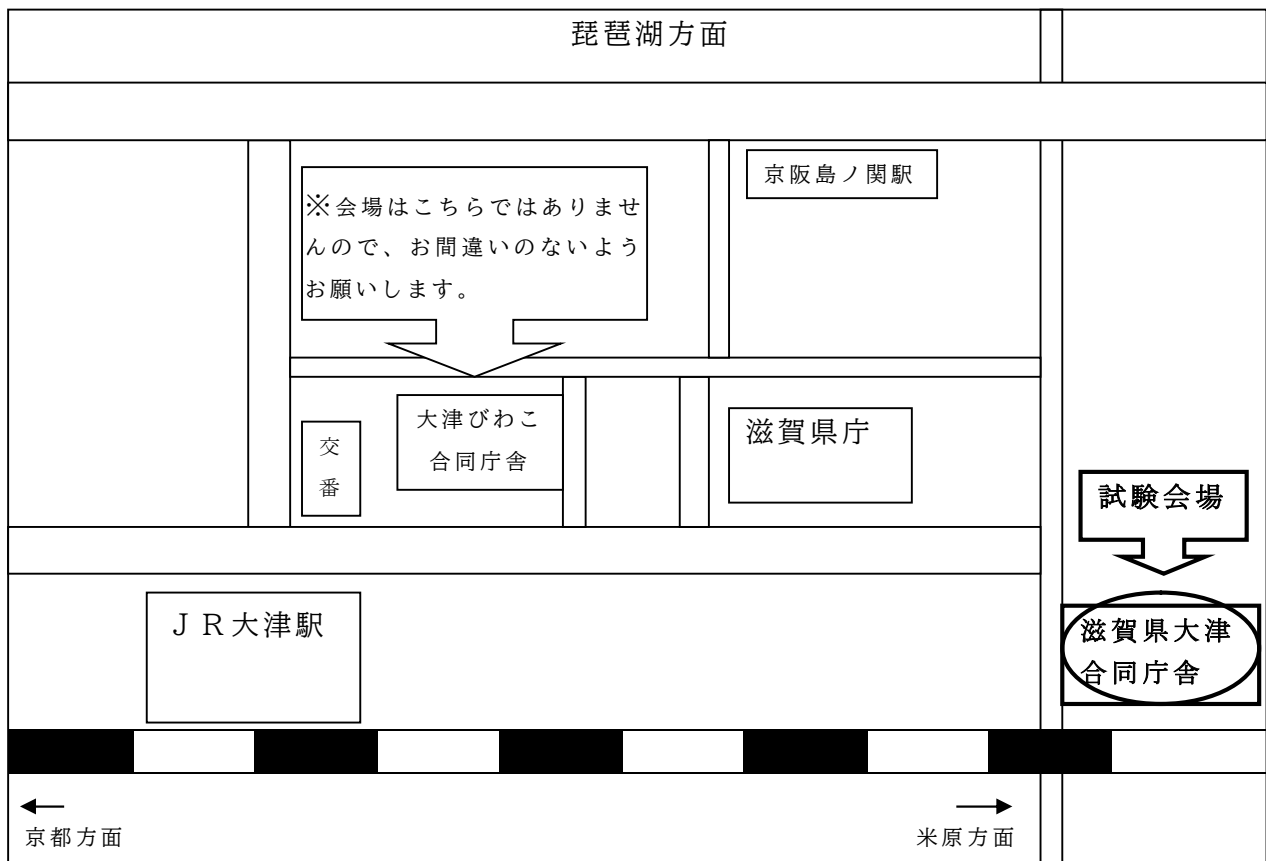 琵琶湖方面
京阪島ノ関駅
※会場はこちらではありませ
んので、お間違いのないよう
お願いします。
大津びわこ
合同庁舎
交
番
滋賀県庁
試験会場
ＪＲ大津駅
滋賀県大津
合同庁舎
京都方面
米原方面